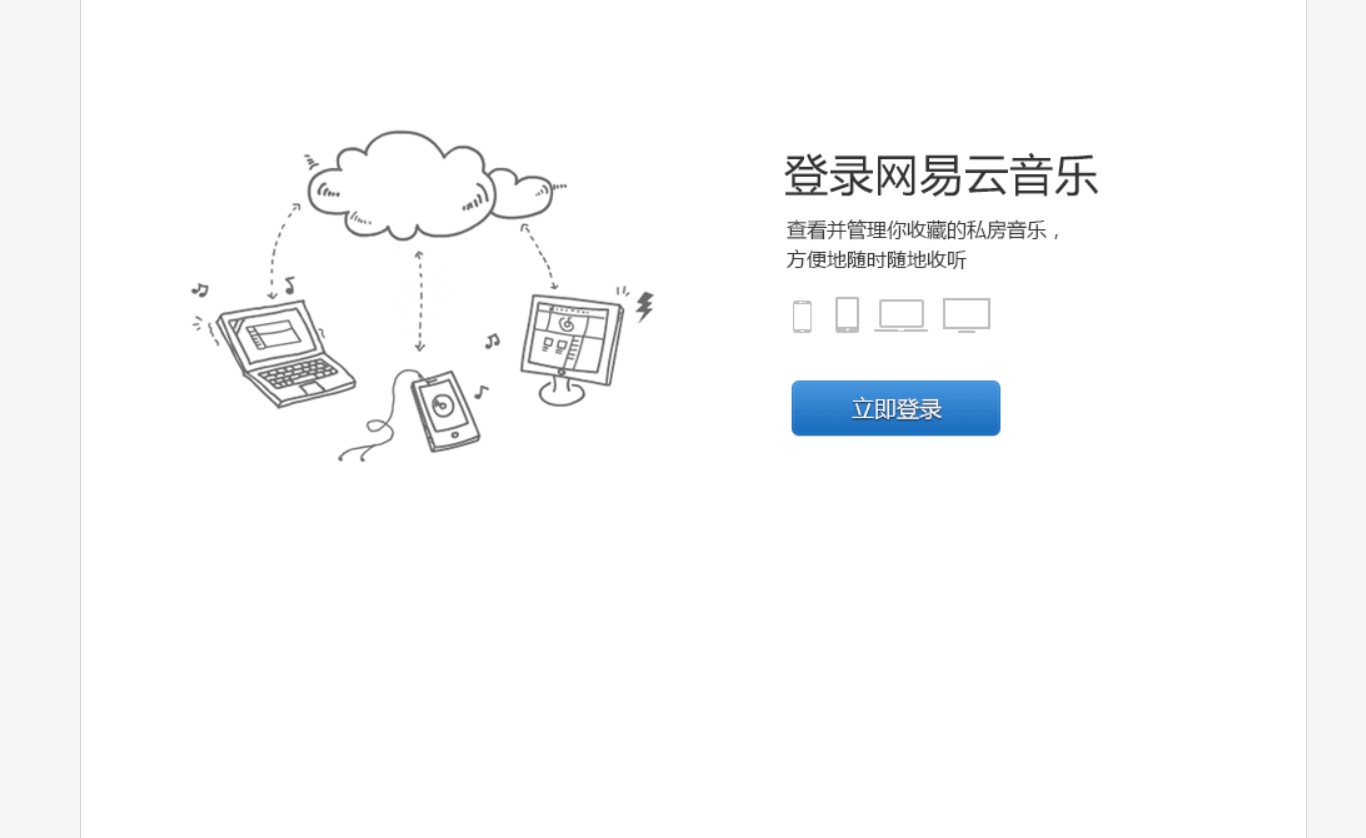 登录网易云音乐
查看并管理你收藏的私房音乐，
方便地随时随地收听
立即登录